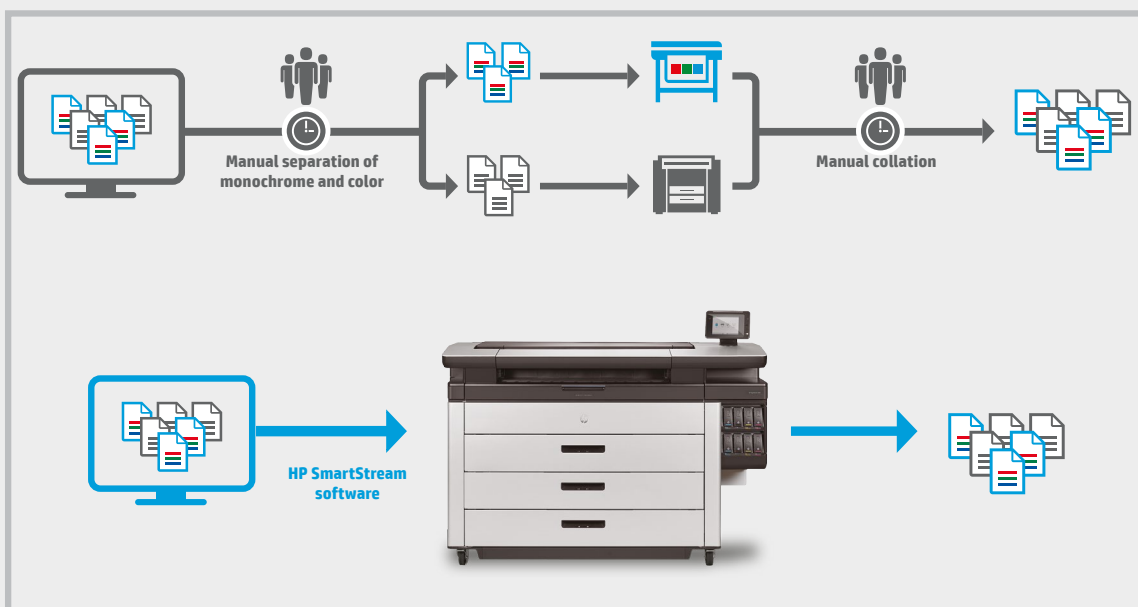 Manual separation of
monochrome and color
Manual collation
HP SmartStream
software